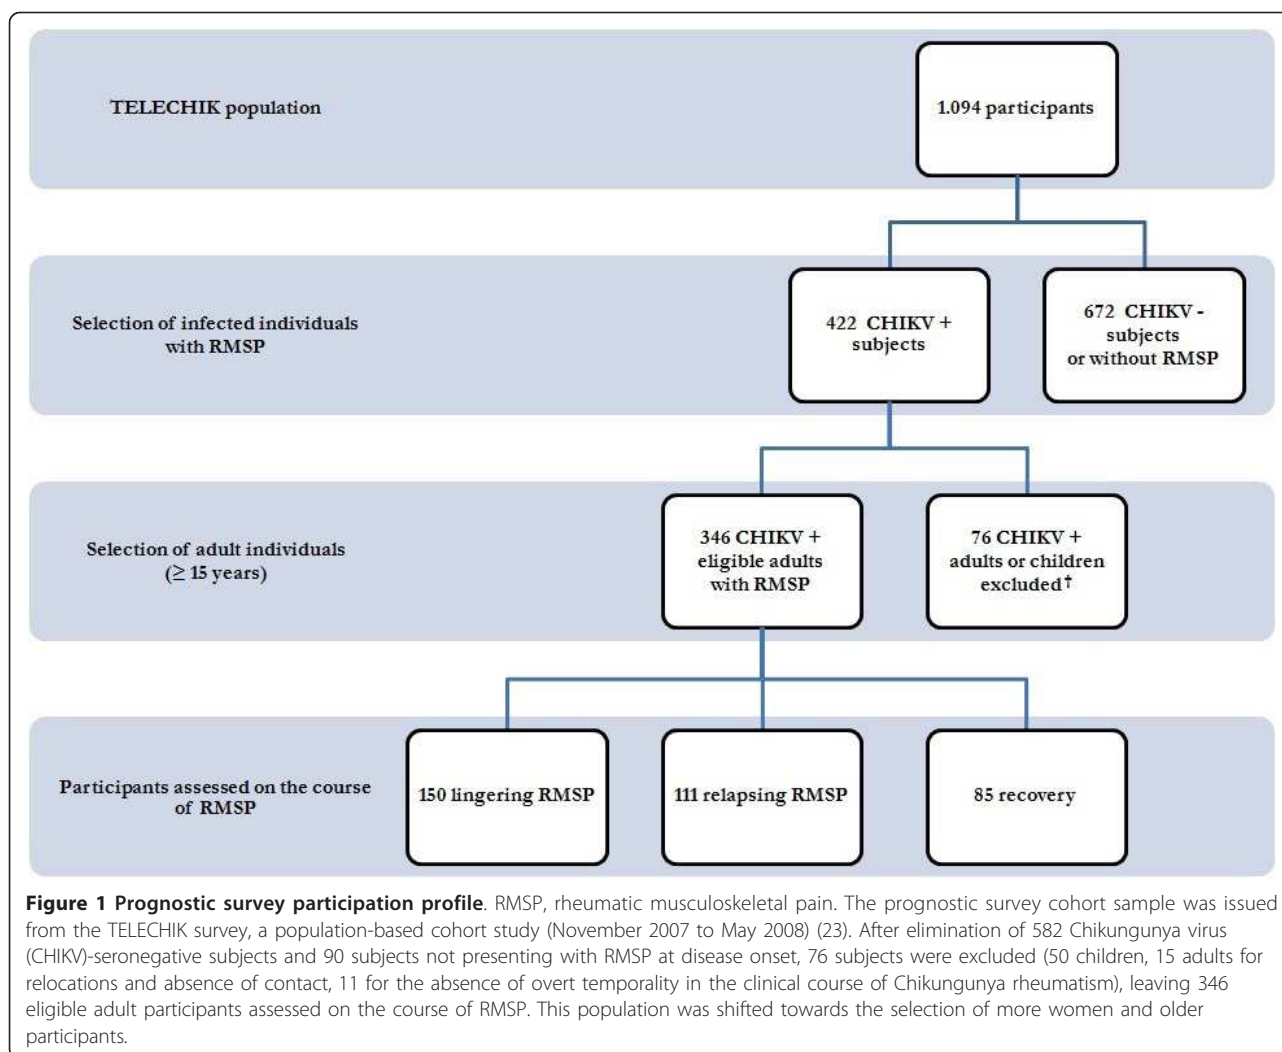 TELECHIK population
1.094 participants
Selection of infected individuals
with RMSP
422 CHIKV +
subjects
672 CHIKV -
subjects
or without RMSP
Selection of adult individuals
(≥ 15 years)
346 CHIKV +
eligible adults
with RMSP
76 CHIKV +
adults or children
excluded†
Participants assessed on the course
of RMSP
150 lingering RMSP
111 relapsing RMSP
85 recovery
Figure 1 Prognostic survey participation profile. RMSP, rheumatic musculoskeletal pain. The prognostic survey cohort sample was issued
from the TELECHIK survey, a population-based cohort study (November 2007 to May 2008) (23). After elimination of 582 Chikungunya virus
(CHIKV)-seronegative subjects and 90 subjects not presenting with RMSP at disease onset, 76 subjects were excluded (50 children, 15 adults for
relocations and absence of contact, 11 for the absence of overt temporality in the clinical course of Chikungunya rheumatism), leaving 346
eligible adult participants assessed on the course of RMSP. This population was shifted towards the selection of more women and older
participants.